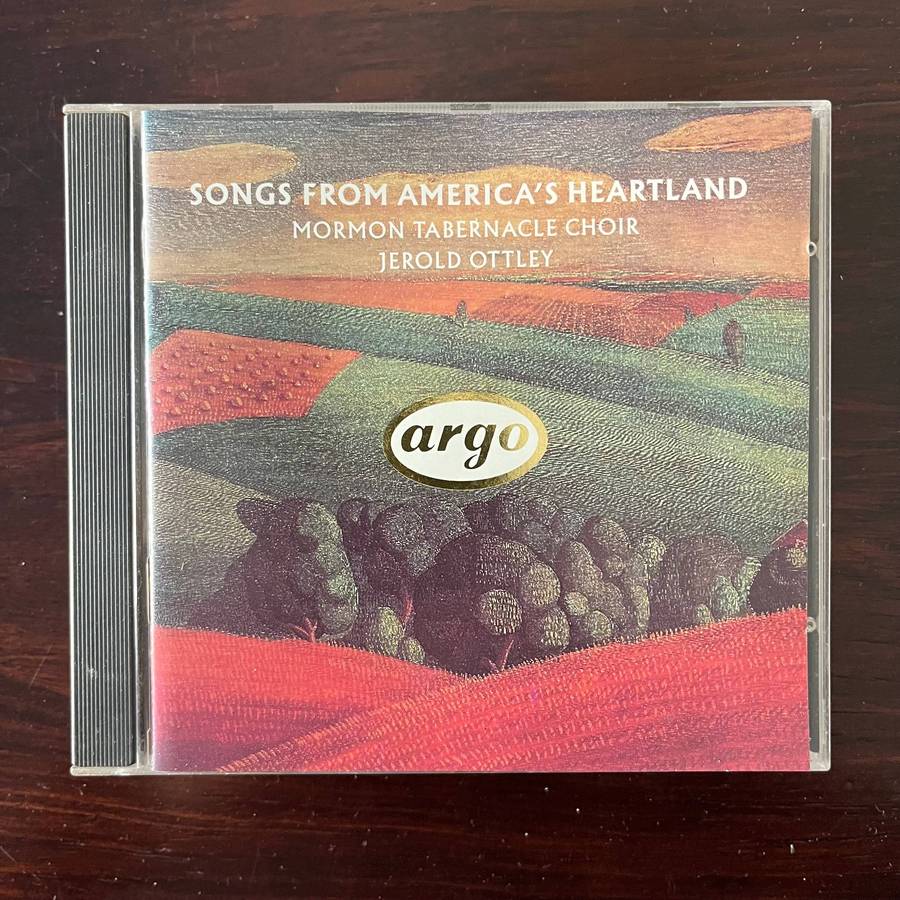 SONGS FROM AMERICA'S HEARTLAND
MORMON TABERNACLE CHOIR
JEROLD OTTLEY
argo